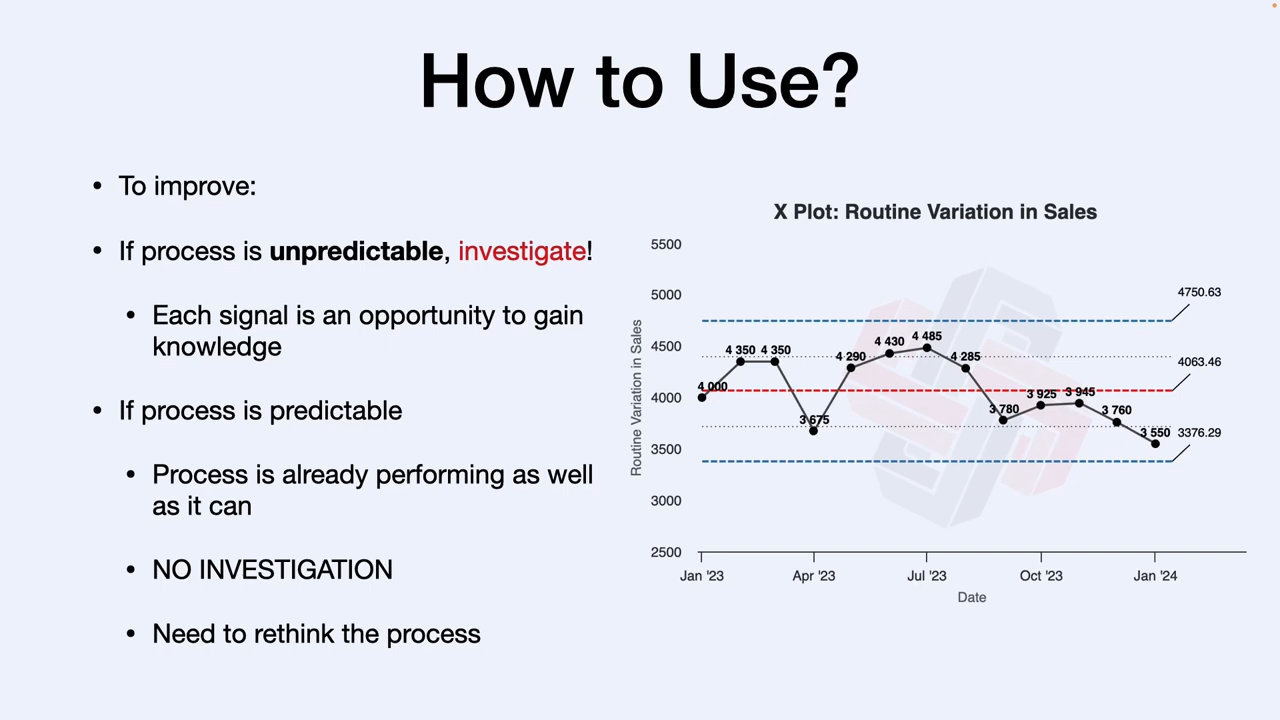 How to Use?
• To improve:
• If process is unpredictable, investigate!
• Each signal is an opportunity to gain
knowledge
• If process is predictable
• Process is already performing as well
as it can
• NO INVESTIGATION
• Need to rethink the process
X Plot: Routine Variation in Sales
Routine Variation in Sales
5500
5000
4500
4000
3500
3000
2500
4 000
4 350
4 350
3 675
4 290
4 430
4 485
4 285
3 780
3 925
3 945
3 760
3 550
4750.63
4063.46
3376.29
Jan '23
Apr '23
Jul '23
Oct '23
Jan '24
Date